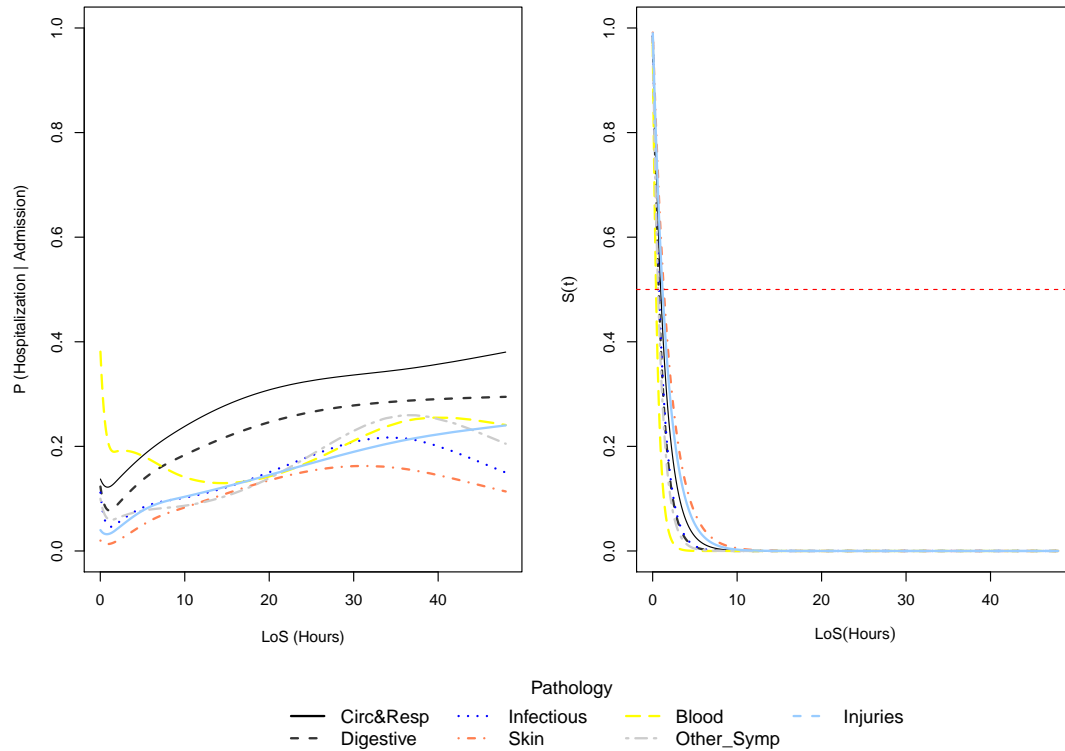 P (Hospitalization | Admission)
1.0
0.8
0.6
0.4
0.2
0.0
0 10 20 30 40
LoS (Hours)
S(t)
1.0
0.8
0.6
0.4
0.2
0.0
0 10 20 30 40
LoS(Hours)
Pathology
Circ&Resp Infectious Blood Injuries
Digestive Skin Other_Symp